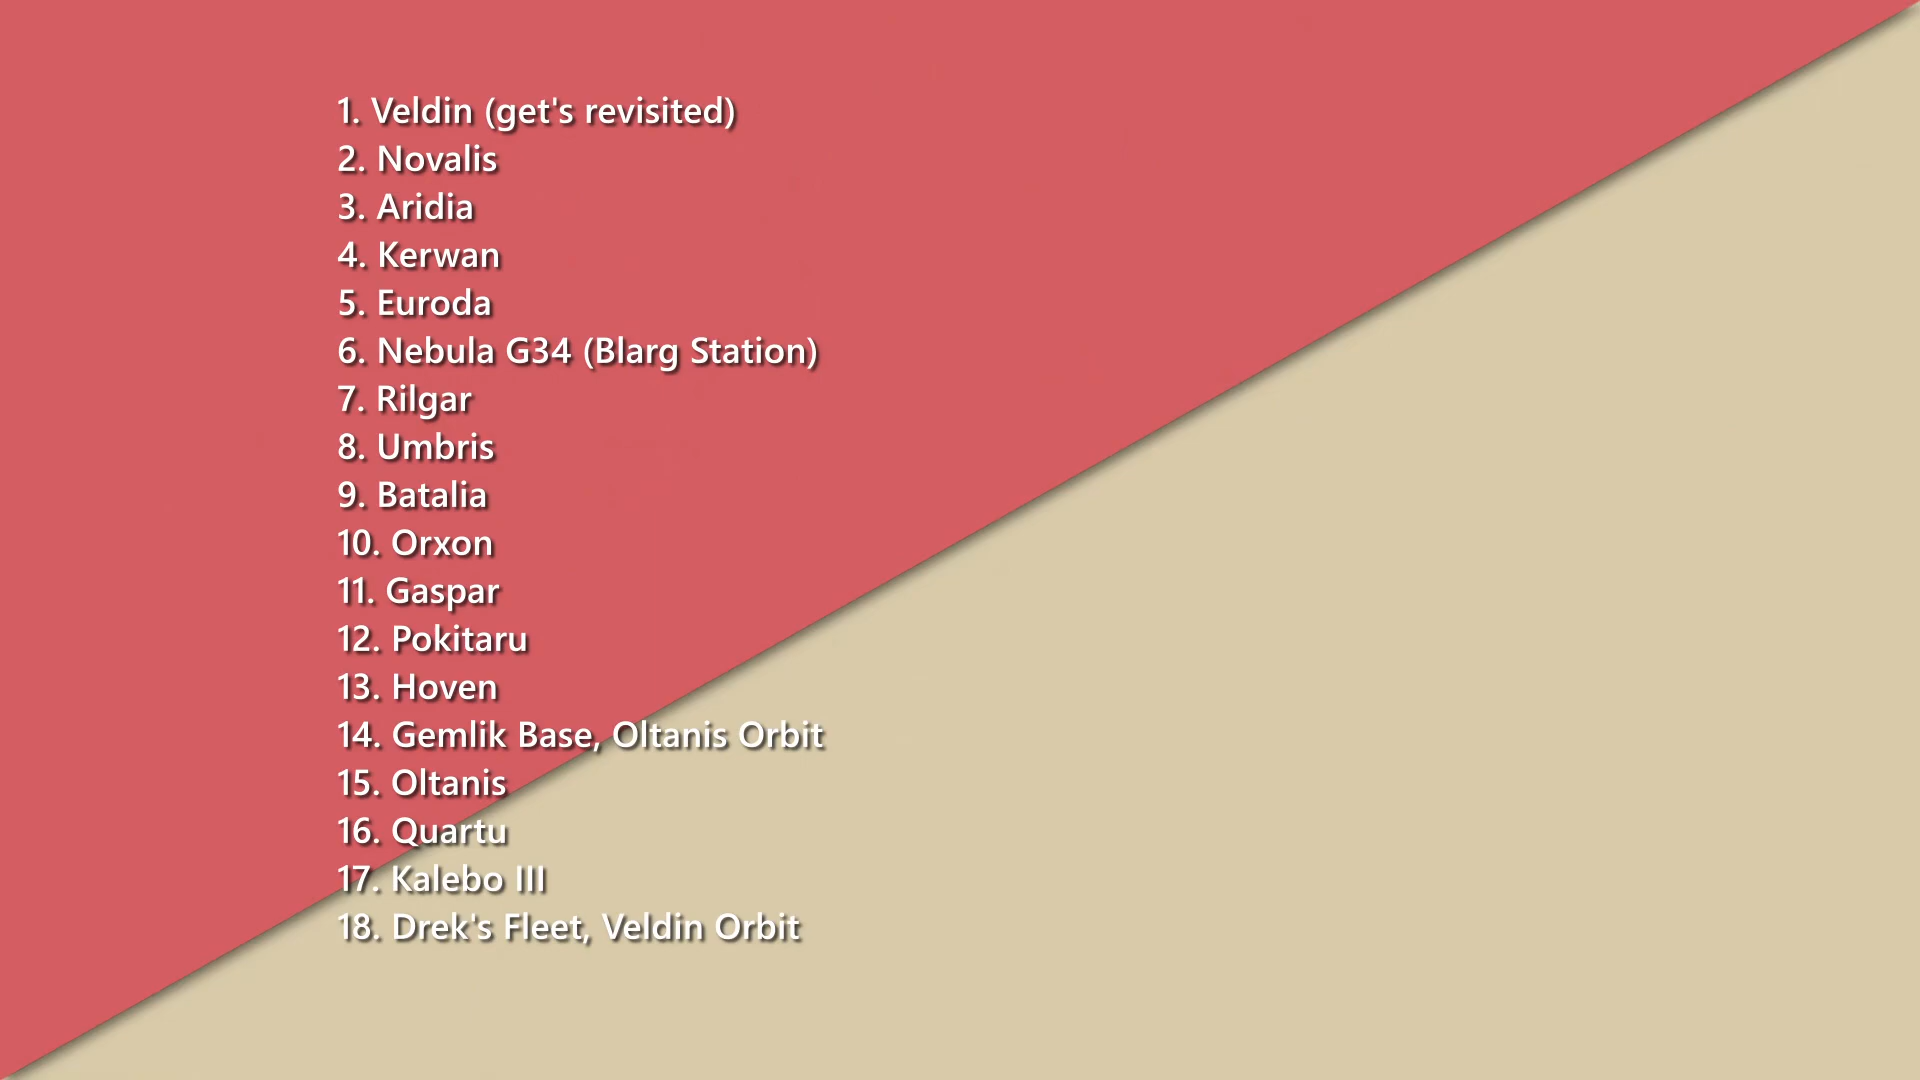 1. Veldin (get's revisited)
2. Novalis
3. Aridia
4. Kerwan
5. Euroda
6. Nebula G34 (Blarg Station)
7. Rilgar
8. Umbris
9. Batalia
10. Orxon
11. Gaspar
12. Pokitaru
13. Hoven
14. Gemlik Base, Oltanis Orbit
15. Oltanis
16. Quartu
17. Kalebo III
18. Drek's Fleet, Veldin Orbit